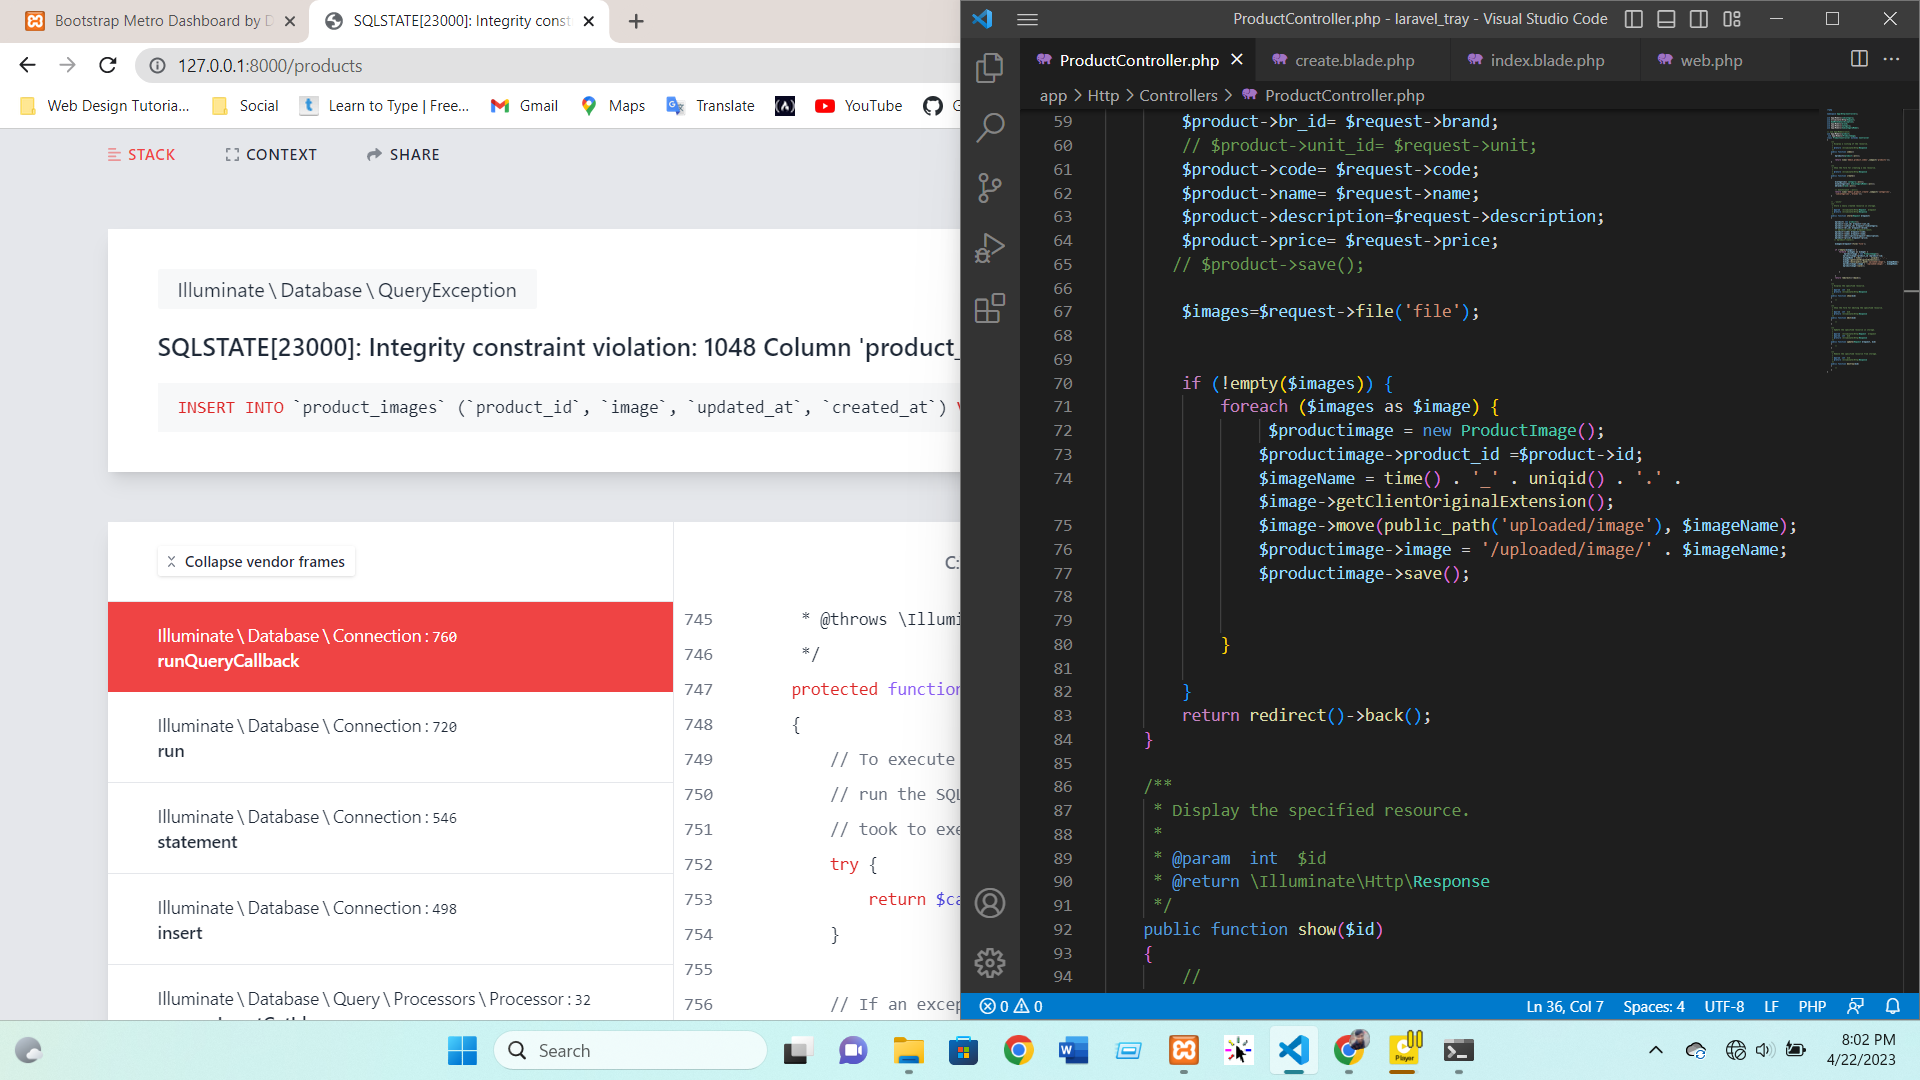 Bootstrap Metro Dashboard by D
SQLSTATE[23000]: Integrity const
127.0.0.1:8000/products
Web Design Tutoria...
Social
Learn to Type | Free...
Gmail
Maps
Translate
YouTube
G
STACK
CONTEXT
SHARE
Illuminate\Database\QueryException
SQLSTATE[23000]: Integrity constraint violation: 1048 Column 'product_
INSERT INTO `product_images` (`product_id`, `image`, `updated_at`, `created_at`) V
Collapse vendor frames
Illuminate\Database\Connection:760
runQueryCallback
Illuminate\Database\Connection:720
run
Illuminate\Database\Connection:546
statement
Illuminate\Database\Connection:498
insert
Illuminate\Database\Query\Processors\Processor:32
C:
745 * @throws \Illumi
746 */
747 protected function
748 {
749 // To execute
750 // run the SQL
751 // took to exe
752 try {
753 return $ca
754 }
755
756 // If an excep
ProductController.php - laravel_tray - Visual Studio Code
ProductController.php
create.blade.php
index.blade.php
web.php
app > Http > Controllers > ProductController.php
59 $product->br_id= $request->brand;
60 // $product->unit_id= $request->unit;
61 $product->code= $request->code;
62 $product->name= $request->name;
63 $product->description=$request->description;
64 $product->price= $request->price;
65 // $product->save();
66
67 $images=$request->file('file');
68
69
70 if (!empty($images)) {
71 foreach ($images as $image) {
72 $productimage = new ProductImage();
73 $productimage->product_id =$product->id;
74 $imageName = time() . '_' . uniqid() . '.' .
$image->getClientOriginalExtension();
75 $image->move(public_path('uploaded/image'), $imageName);
76 $productimage->image = '/uploaded/image/' . $imageName;
77 $productimage->save();
78
79
80 }
81
82 }
83 return redirect()->back();
84 }
85
86 /**
87 * Display the specified resource.
88 *
89 * @param  int  $id
90 * @return \Illuminate\Http\Response
91 */
92 public function show($id)
93 {
94 //
0 0
Ln 36, Col 7
Spaces: 4
UTF-8
LF
PHP
Search
Player
8:02 PM
4/22/2023